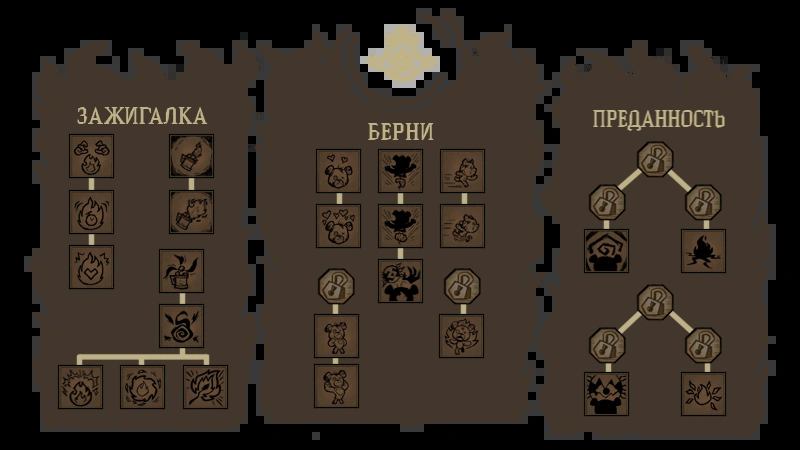 ЗАЖИГАЛКА
БЕРНИ
ПРЕДАННОСТЬ